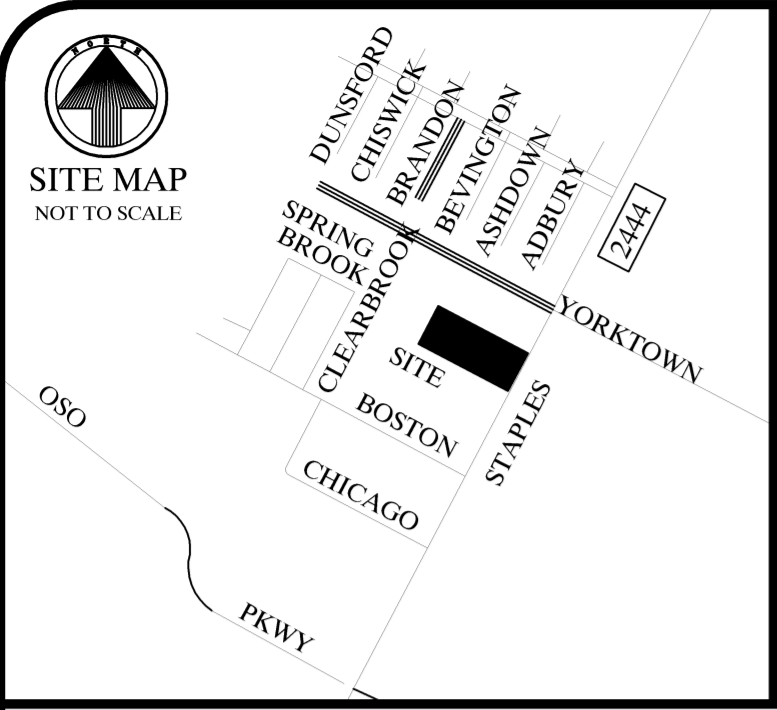 NORTH
SITE MAP
NOT TO SCALE
DUNSFORD
CHISWICK
BRANDON
BEVINGTON
ASHDOWN
ADBURY
2444
SPRING
BROOK
CLEARBROOK
YORKTOWN
SITE
BOSTON
STAPLES
OSO
CHICAGO
PKWY